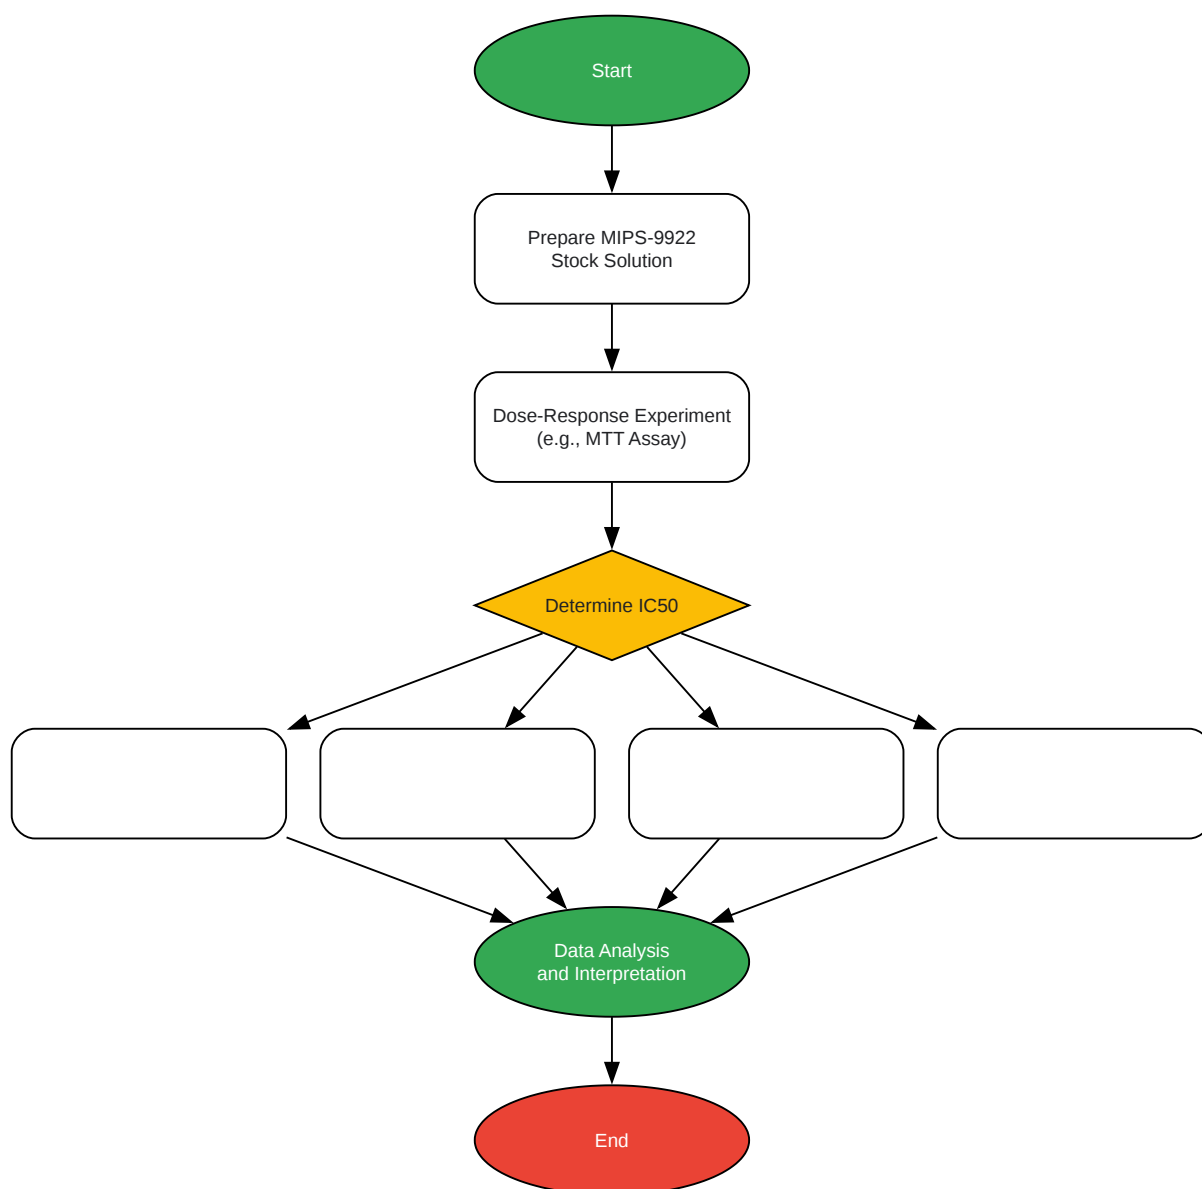 Start
Prepare MIPS-9922
Stock Solution
Dose-Response Experiment
(e.g., MTT Assay)
Determine IC50
Data Analysis
and Interpretation
End